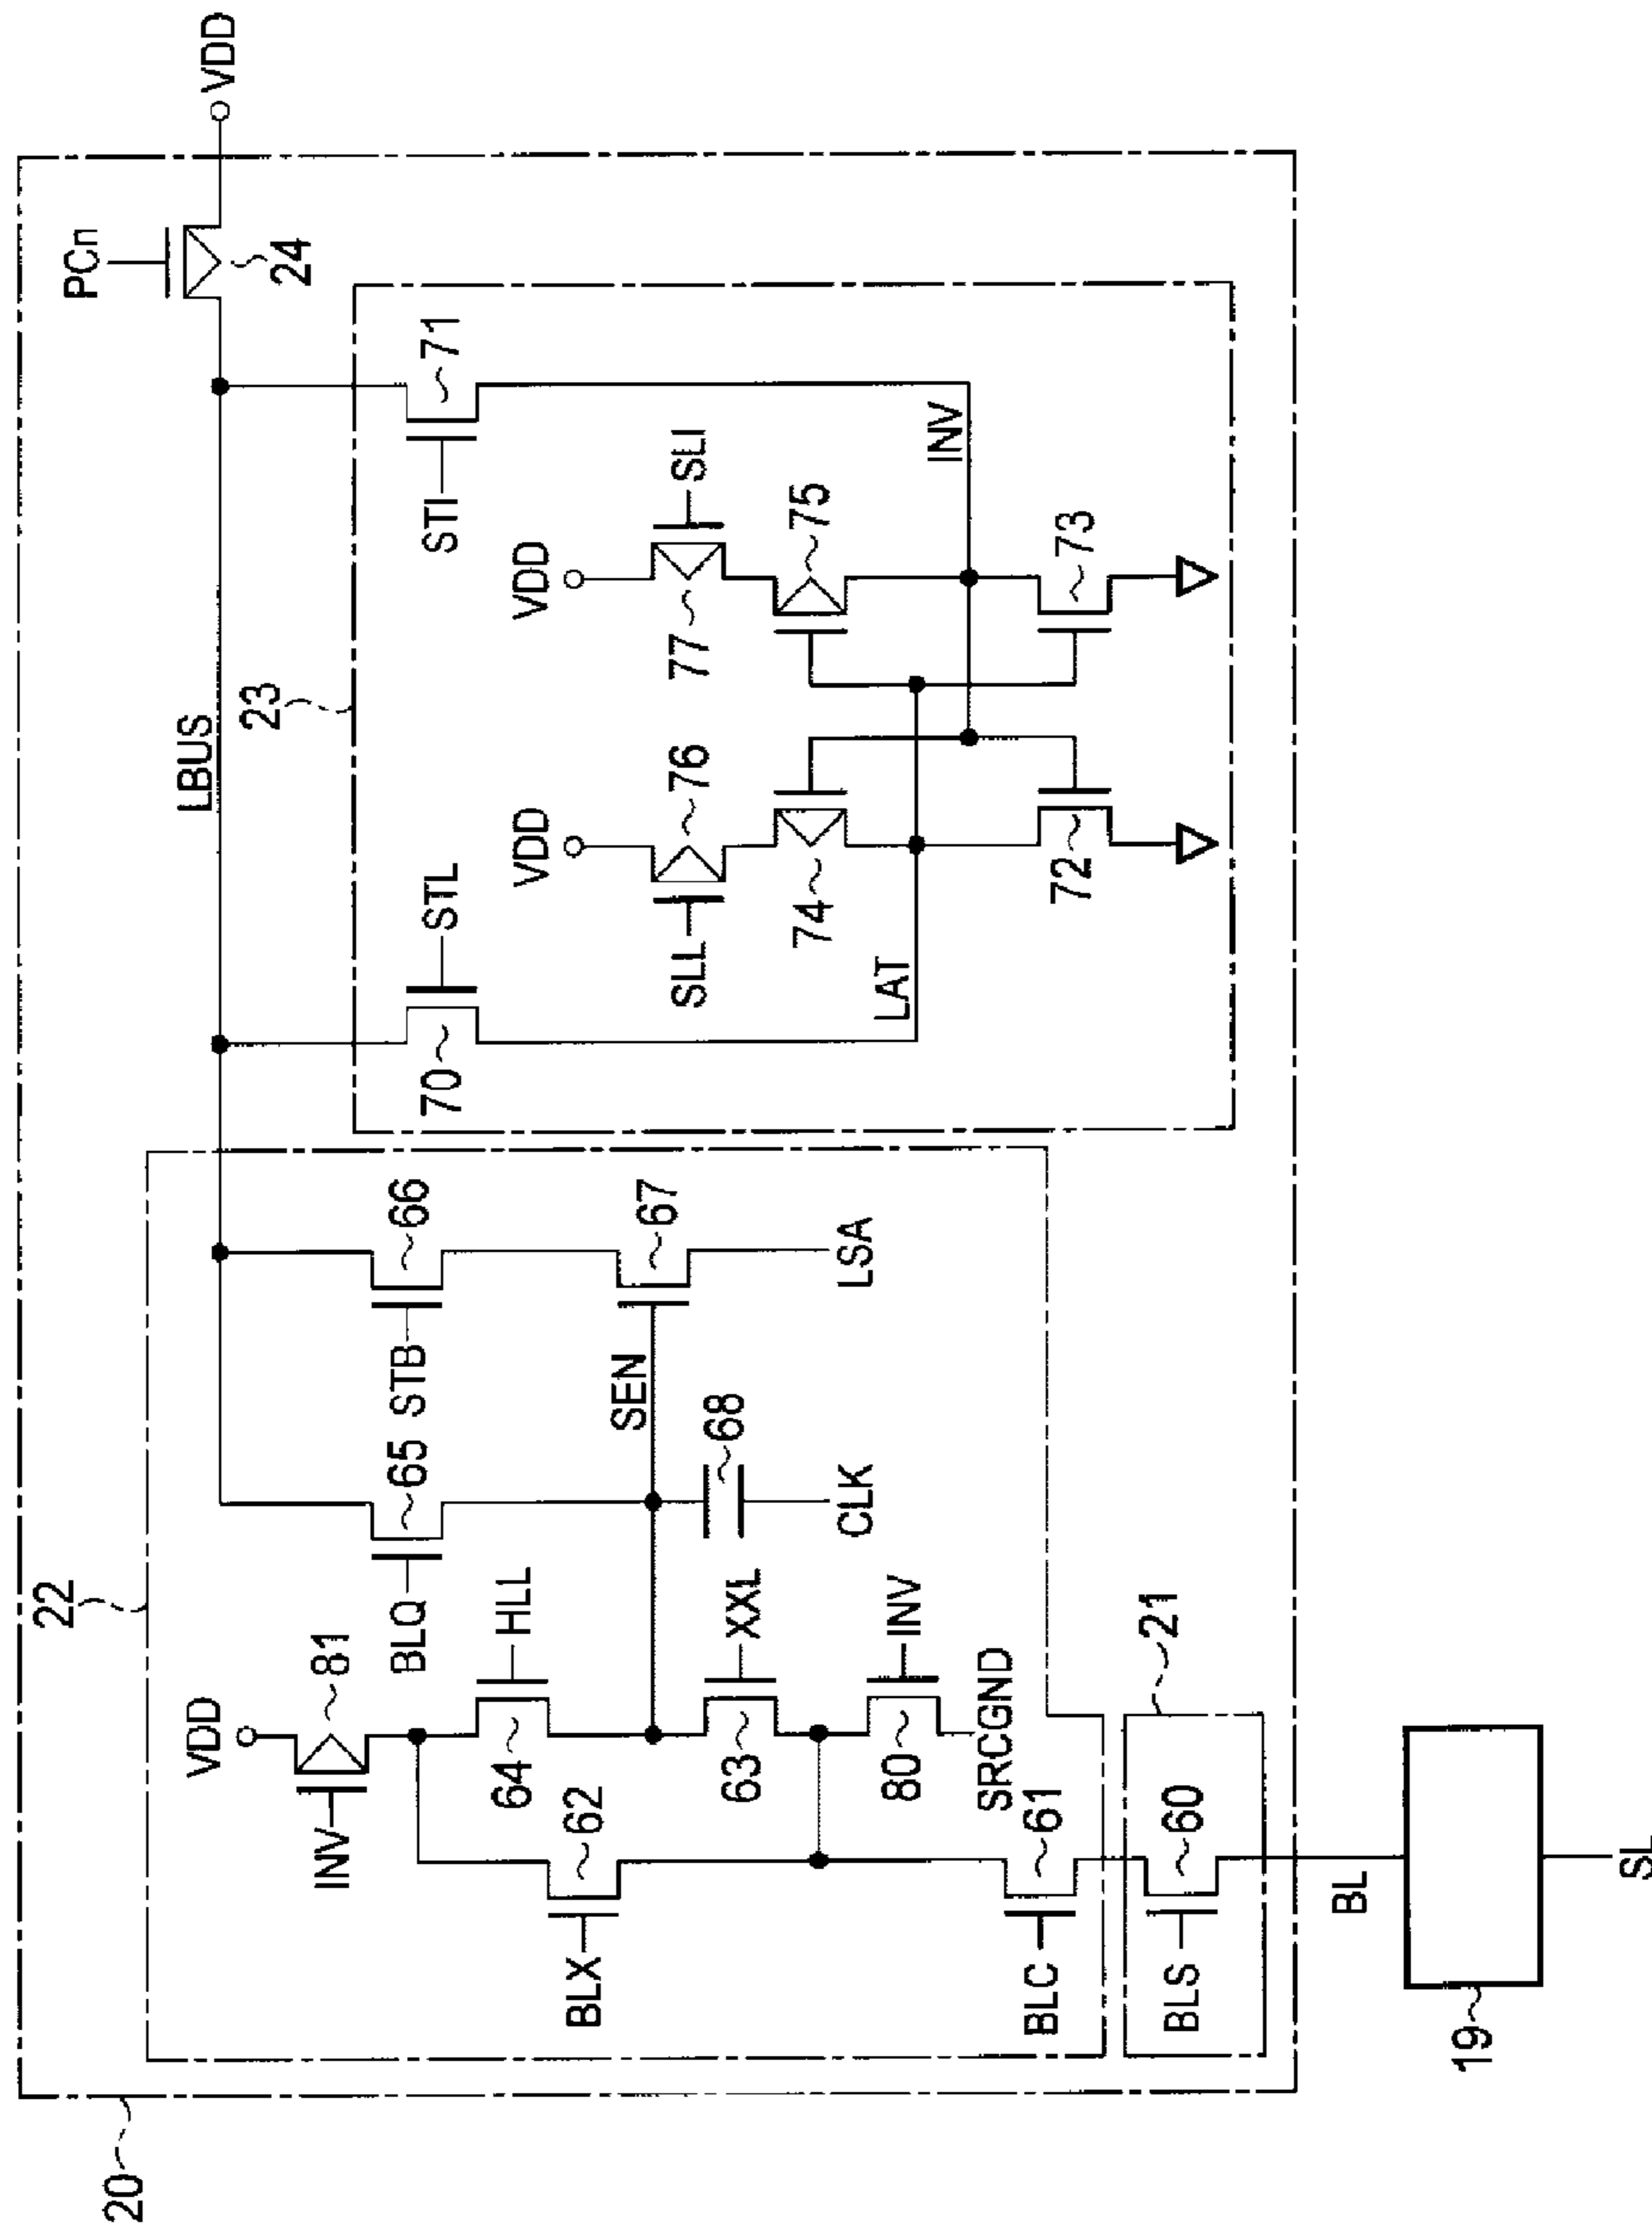 20
22
LBUS
PCn
VDD
24
VDD
INV
81
BLQ
65
STB
66
23
70
STL
STI
71
BLX
62
64
HLL
SEN
67
SLL
76
VDD
77
VDD
SLI
63
XXL
68
74
75
CLK
LSA
LAT
INV
80
INV
SRCGND
BLC
61
72
73
21
BLS
60
BL
19
SL